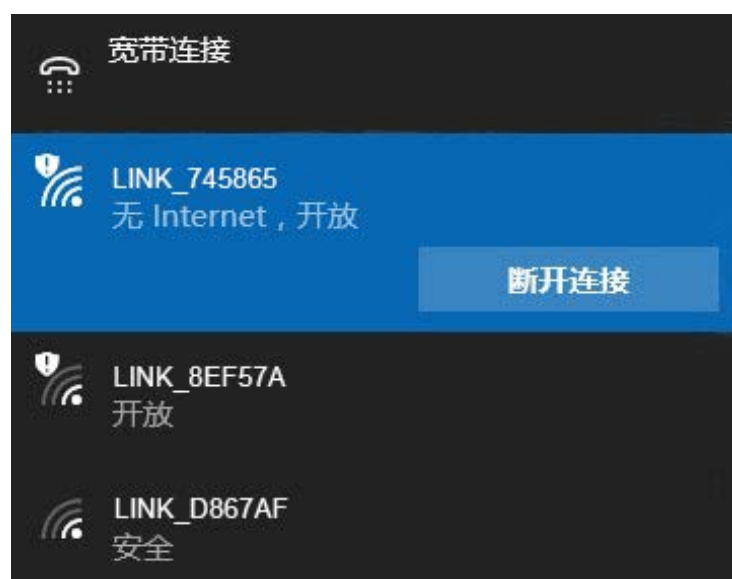 宽带连接
LINK_745865
无 Internet，开放
断开连接
LINK_8EF57A
开放
LINK_D867AF
安全